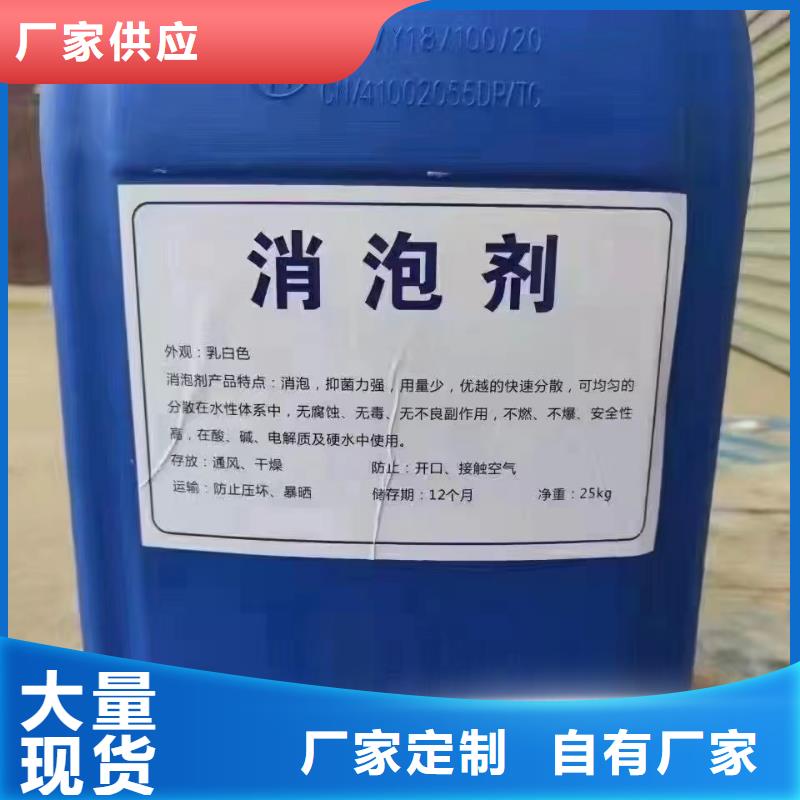 厂家供应
/Y18/100/20
CN/41002056DP/TC
消泡剂
外观：乳白色
消泡剂产品特点：消泡，抑菌力强，用量少，优越的快速分散，可均匀的
分散在水性体系中，无腐蚀、无毒、无不良副作用，不燃、不爆、安全性
高，在酸、碱、电解质及硬水中使用。
存放：通风、干燥 防止：开口、接触空气
运输：防止压坏、暴晒 储存期：12个月 净重：25kg
大量
现货
厂家定制 自有厂家